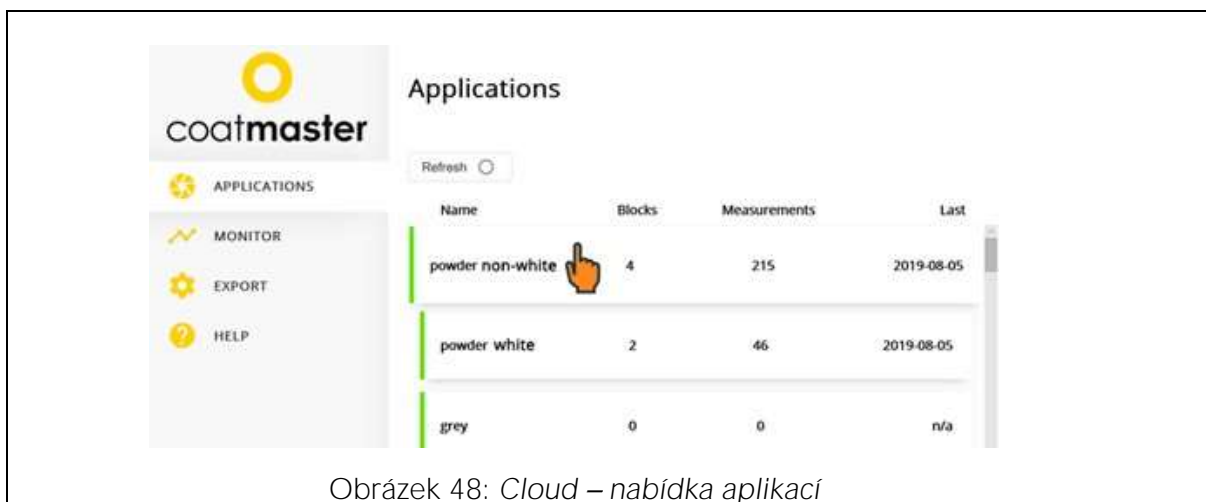 coatmaster
APPLICATIONS
MONITOR
EXPORT
HELP
Applications
Refresh
Name Blocks Measurements Last
powder non-white 4 215 2019-08-05
powder white 2 46 2019-08-05
grey 0 0 n/a
Obrázek 48: Cloud – nabídka aplikací